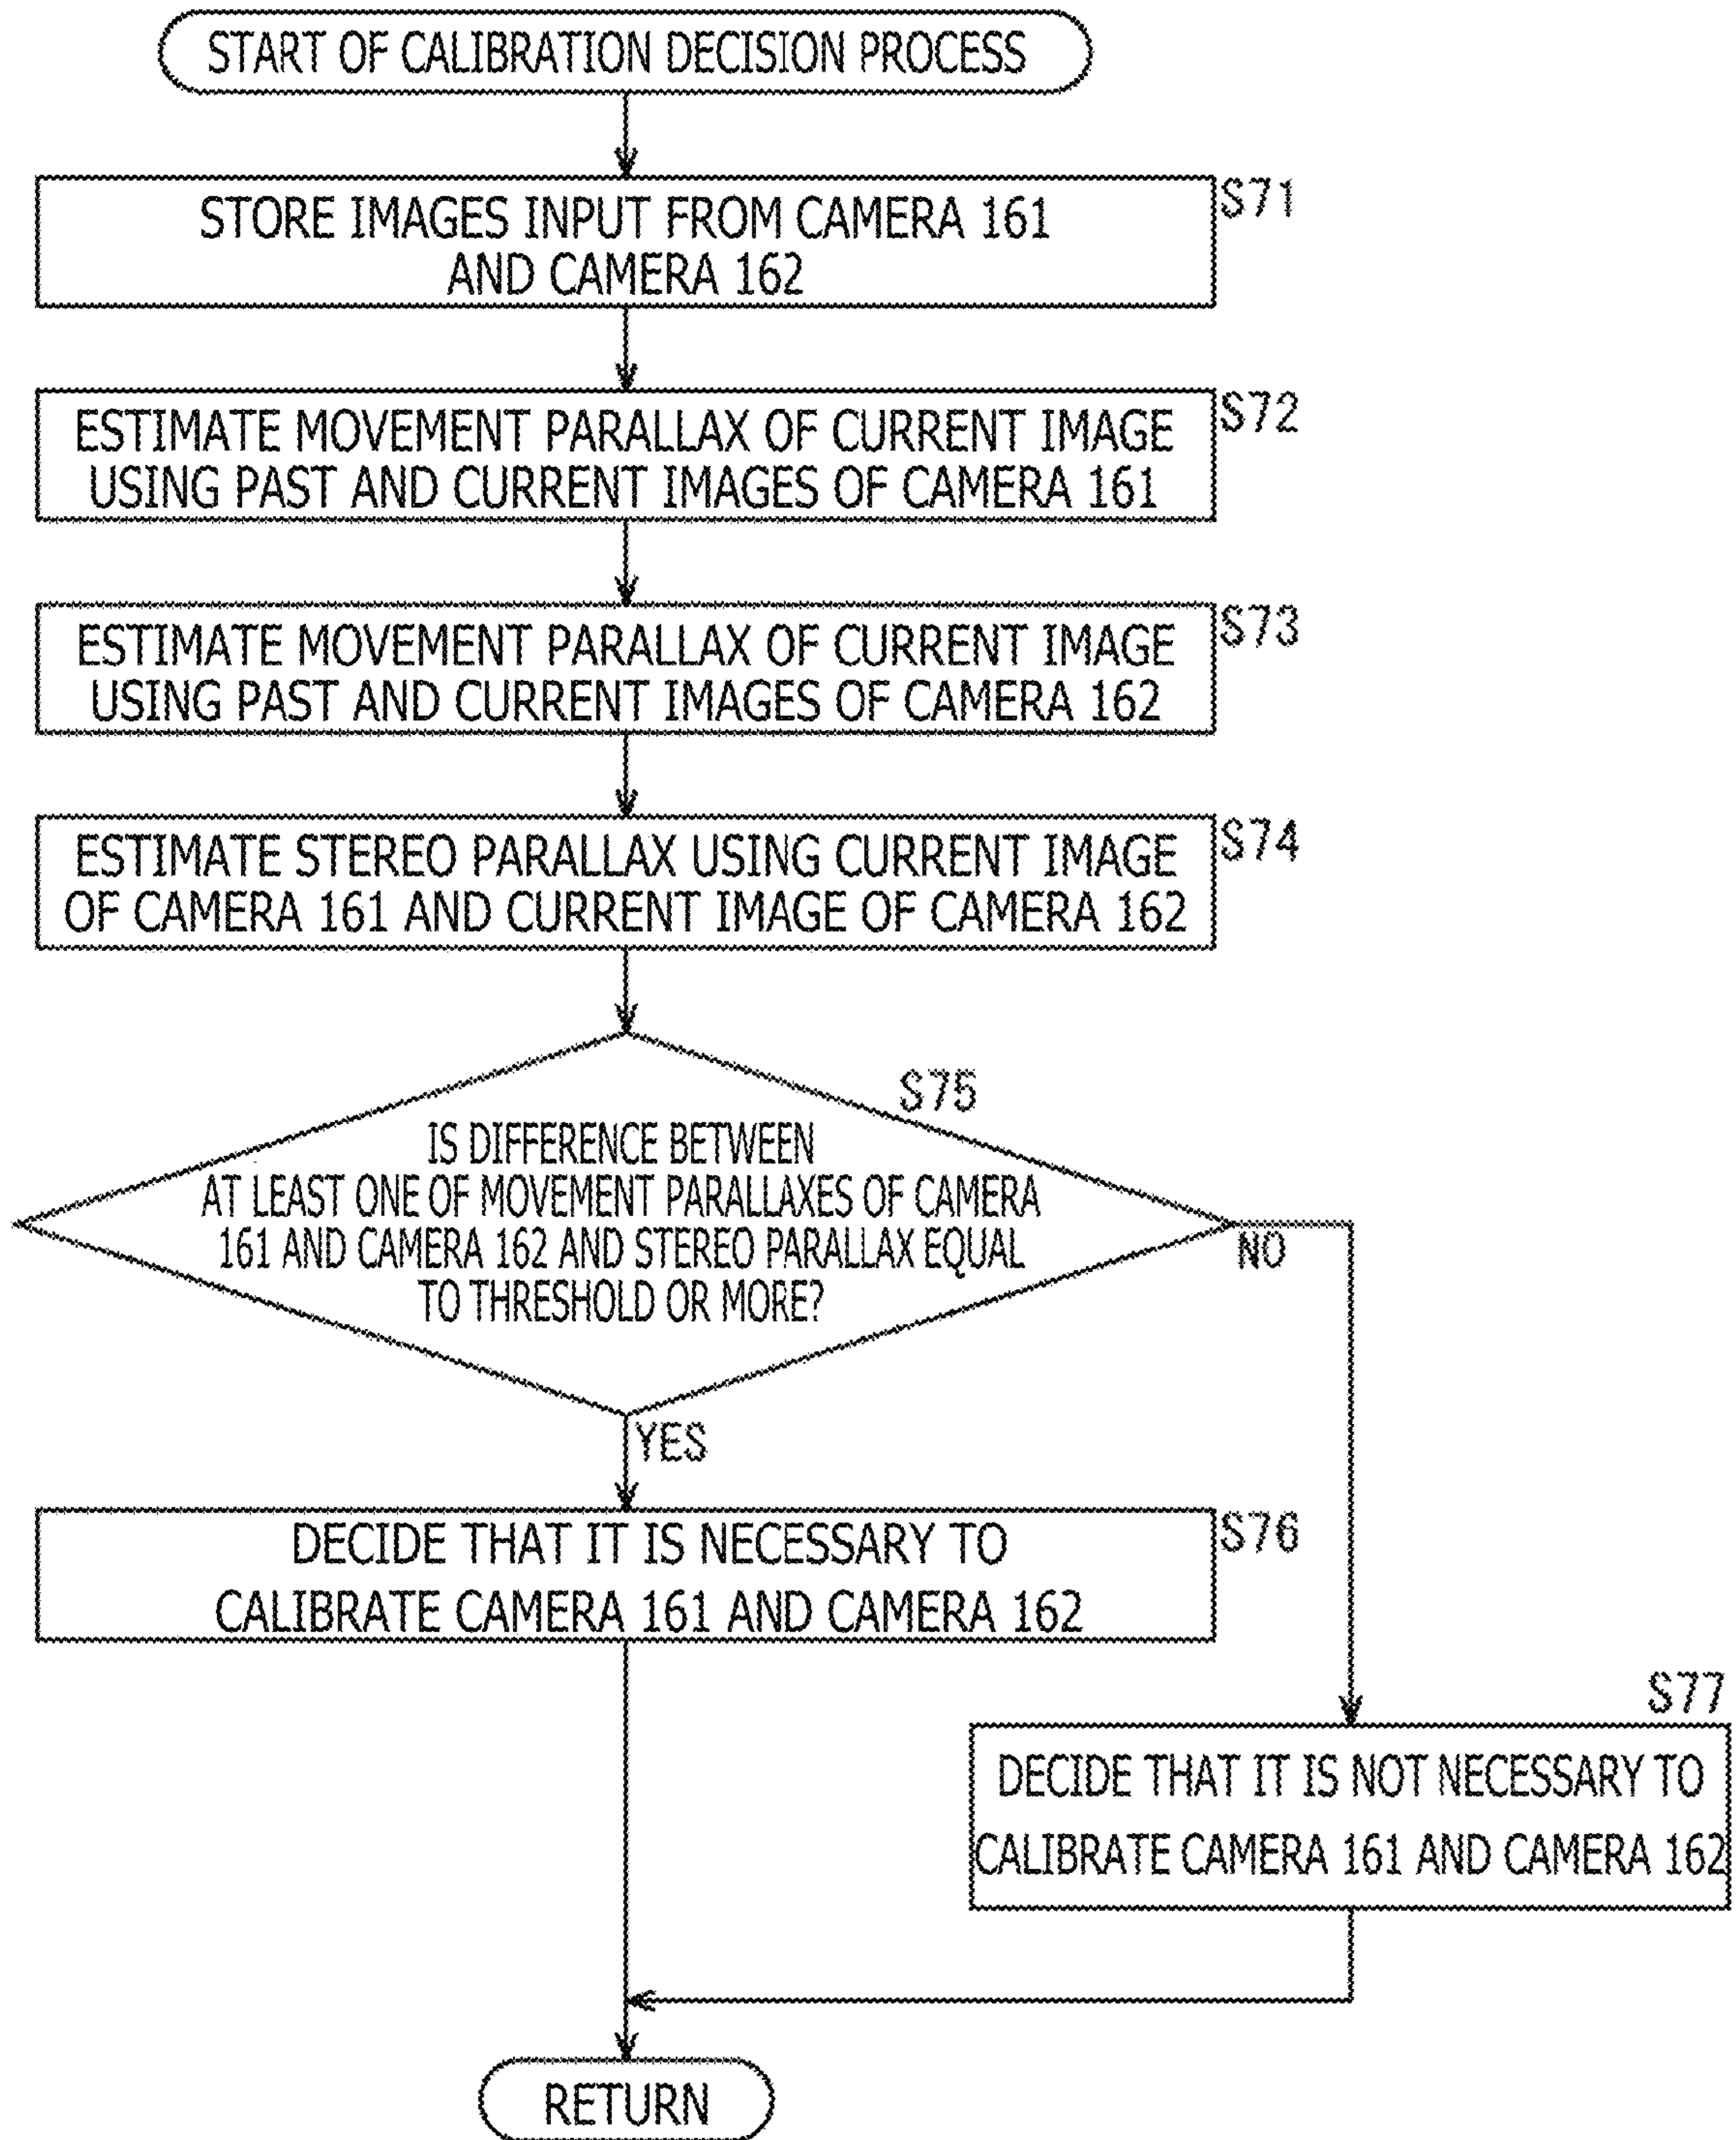 START OF CALIBRATION DECISION PROCESS
S71
STORE IMAGES INPUT FROM CAMERA 161
AND CAMERA 162
S72
ESTIMATE MOVEMENT PARALLAX OF CURRENT IMAGE
USING PAST AND CURRENT IMAGES OF CAMERA 161
S73
ESTIMATE MOVEMENT PARALLAX OF CURRENT IMAGE
USING PAST AND CURRENT IMAGES OF CAMERA 162
S74
ESTIMATE STEREO PARALLAX USING CURRENT IMAGE
OF CAMERA 161 AND CURRENT IMAGE OF CAMERA 162
S75
IS DIFFERENCE BETWEEN
AT LEAST ONE OF MOVEMENT PARALLAXES OF CAMERA
161 AND CAMERA 162 AND STEREO PARALLAX EQUAL
TO THRESHOLD OR MORE?
NO
YES
S76
DECIDE THAT IT IS NECESSARY TO
CALIBRATE CAMERA 161 AND CAMERA 162
S77
DECIDE THAT IT IS NOT NECESSARY TO
CALIBRATE CAMERA 161 AND CAMERA 162
RETURN